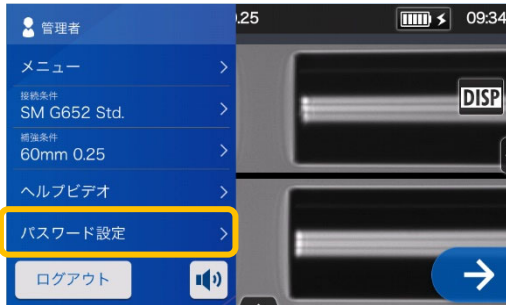 管理者
.25
09:34
メニュー
接続条件
SM G652 Std.
補強条件
60mm 0.25
ヘルプビデオ
パスワード設定
ログアウト
DISP